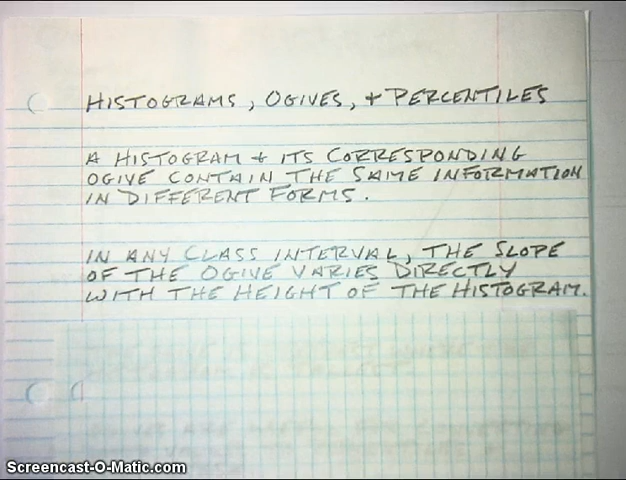 HISTOGRAMS, OGIVES, + PERCENTILES
A HISTOGRAM + ITS CORRESPONDING
OGIVE CONTAIN THE SAME INFORMATION
IN DIFFERENT FORMS.
IN ANY CLASS INTERVAL, THE SLOPE
OF THE OGIVE VARIES DIRECTLY
WITH THE HEIGHT OF THE HISTOGRAM.
Screencast-O-Matic.com